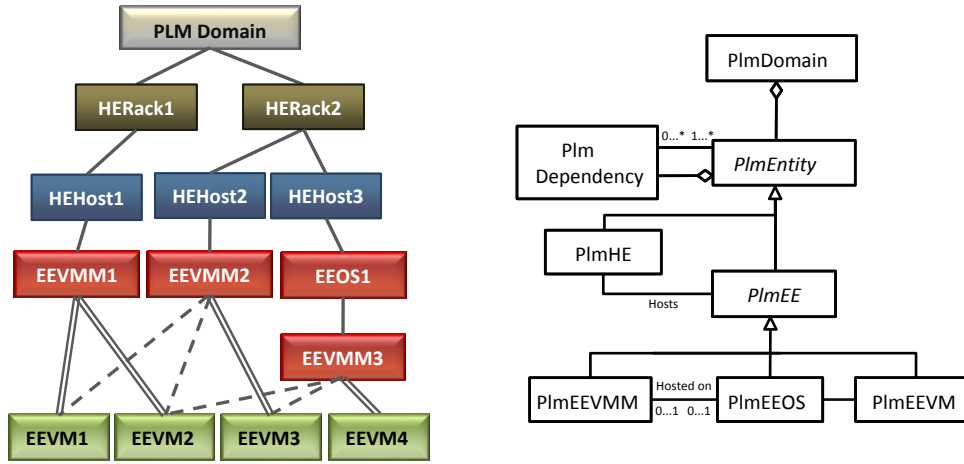 PLM Domain
HERack1
HERack2
HEHost1
HEHost2
HEHost3
EEVMM1
EEVMM2
EEOS1
EEVMM3
EEVM1
EEVM2
EEVM3
EEVM4
PlmDomain
0...* 1...*
Plm
Dependency
PlmEntity
PlmHE
Hosts
PlmEE
PlmEEVMM
Hosted on
0...1 0...1
PlmEEOS
PlmEEVM